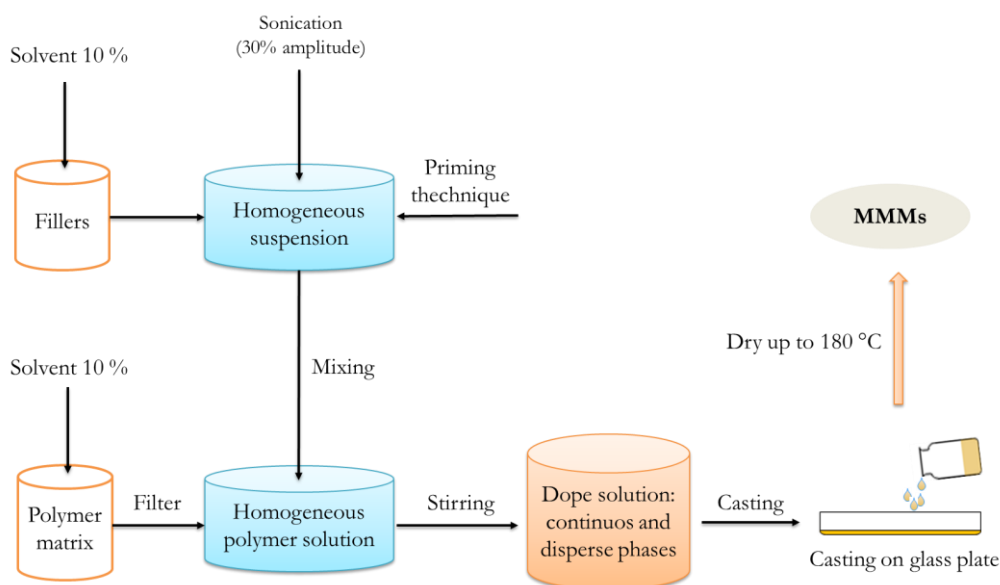 Sonication
(30% amplitude)
Solvent 10 %
Fillers
Homogeneous
suspension
Priming
thechnique
MMMs
Dry up to 180 °C
Mixing
Solvent 10 %
Polymer
matrix
Filter
Homogeneous
polymer solution
Stirring
Dope solution:
continuos and
disperse phases
Casting
Casting on glass plate